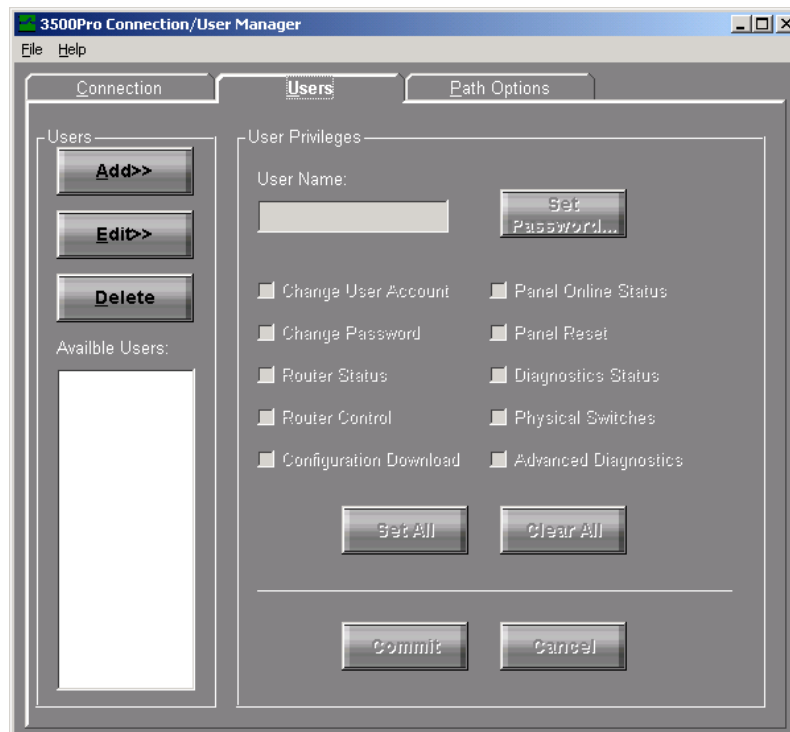 3500Pro Connection/User Manager
File Help
Connection Users Path Options
Users
Add>>
Edit>>
Delete
Availble Users:
User Privileges
User Name:
Set
Password...
Change User Account Panel Online Status
Change Password Panel Reset
Router Status Diagnostics Status
Router Control Physical Switches
Configuration Download Advanced Diagnostics
Set All Clear All
Commit Cancel